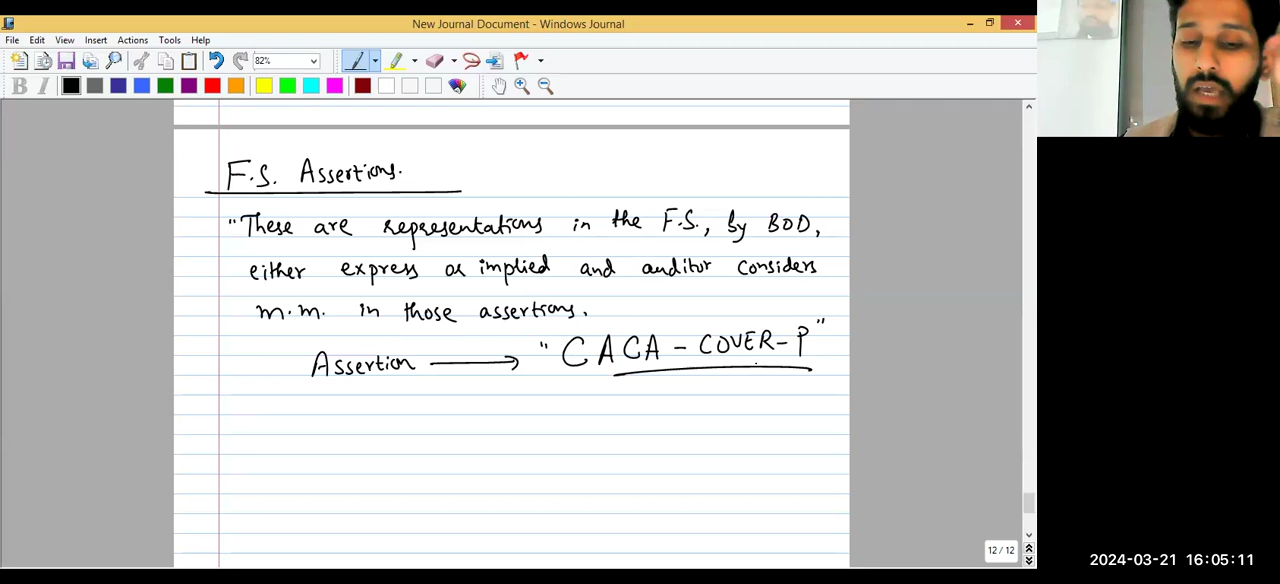 New Journal Document - Windows Journal
File Edit View Insert Actions Tools Help
82%
B I
F.S. Assertions.
"These are representations in the F.S., by BOD,
either express or implied and auditor considers
m.m. in those assertions.
Assertion → "CACA - COVER - P"
12 / 12
2024-03-21 16:05:11